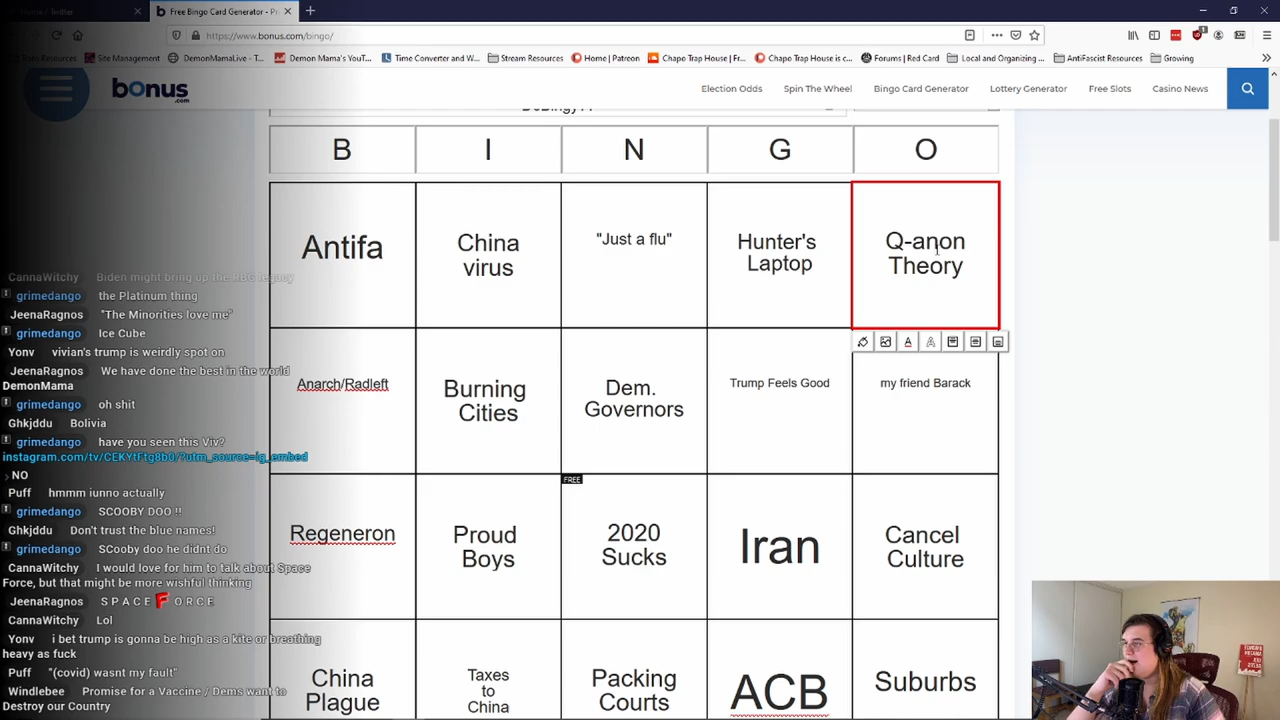 Home / Twitter
Free Bingo Card Generator - Pr
https://www.bonus.com/bingo/
Chaos
Site Management
DemonMamaLive - T...
Demon Mama's YouT...
Time Converter and W...
Stream Resources
Home | Patreon
Chapo Trap House | Fr...
Chapo Trap House is c...
Forums | Red Card
Local and Organizing ...
AntiFascist Resources
Growing
bonus
.com
Election Odds
Spin The Wheel
Bingo Card Generator
Lottery Generator
Free Slots
Casino News
B I N G O
Antifa
China
virus
"Just a flu"
Hunter's
Laptop
Q-anon
Theory
Anarch/Radleft
Burning
Cities
Dem.
Governors
Trump Feels Good
my friend Barack
Regeneron
Proud
Boys
FREE
2020
Sucks
Iran
Cancel
Culture
China
Plague
Taxes
to
China
Packing
Courts
ACB
Suburbs
CannaWitchy Biden might bring up the RBG legacy
grimedango the Platinum thing
JeenaRagnos "The Minorities love me"
grimedango Ice Cube
Yonv vivian's trump is weirdly spot on
JeenaRagnos We have done the best in the world
DemonMama
grimedango oh shit
Ghkjddu Bolivia
grimedango have you seen this Viv?
instagram.com/tv/CEKYtFtg8b0/?utm_source=ig_embed
NO
Puff hmmm iunno actually
grimedango SCOOBY DOO !!
Ghkjddu Don't trust the blue names!
grimedango SCooby doo he didnt do
CannaWitchy I would love for him to talk about Space
Force, but that might be more wishful thinking
JeenaRagnos S P A C E F O R C E
CannaWitchy Lol
Yonv i bet trump is gonna be high as a kite or breathing
heavy as fuck
Puff "(covid) wasnt my fault"
Windlebee Promise for a Vaccine / Dems want to
Destroy our Country